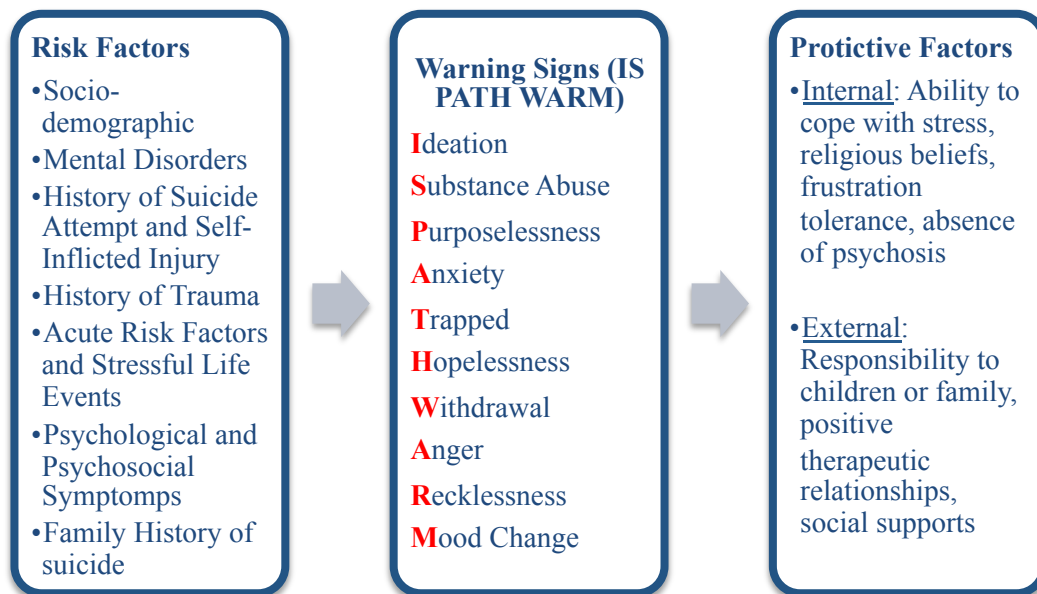 Risk Factors
•Socio-
demographic
•Mental Disorders
•History of Suicide
Attempt and Self-
Inflicted Injury
•History of Trauma
•Acute Risk Factors
and Stressful Life
Events
•Psychological and
Psychosocial
Symptomps
•Family History of
suicide
Warning Signs (IS
PATH WARM)
Ideation
Substance Abuse
Purposelessness
Anxiety
Trapped
Hopelessness
Withdrawal
Anger
Recklessness
Mood Change
Protictive Factors
•Internal: Ability to
cope with stress,
religious beliefs,
frustration
tolerance, absence
of psychosis
•External:
Responsibility to
children or family,
positive
therapeutic
relationships,
social supports